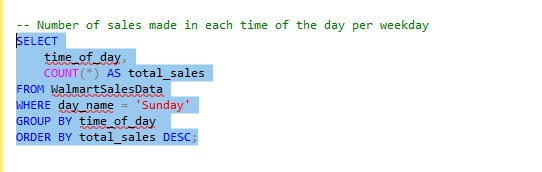 -- Number of sales made in each time of the day per weekday
SELECT
    time_of_day,
    COUNT(*) AS total_sales
FROM WalmartSalesData
WHERE day_name = 'Sunday'
GROUP BY time_of_day
ORDER BY total_sales DESC;